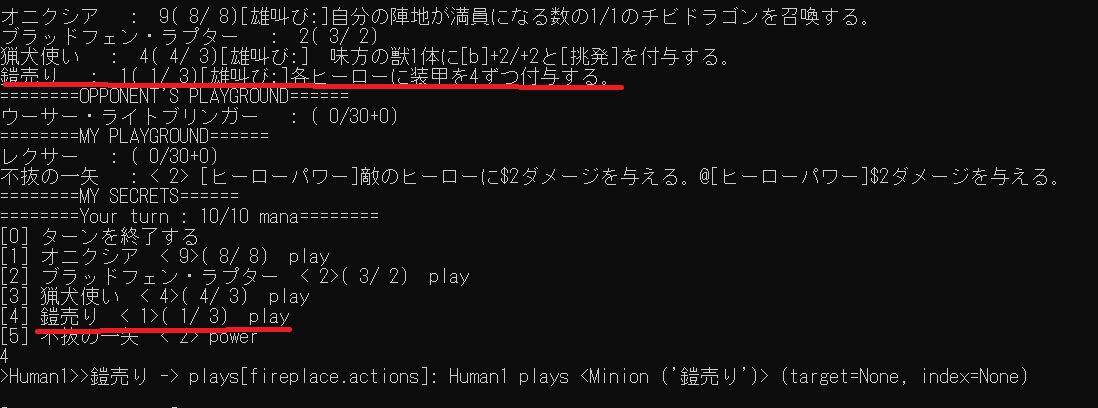 オニクシア : 9( 8/ 8)[雄叫び:]自分の陣地が満員になる数の1/1のチビドラゴンを召喚する。
ブラッドフェン・ラプター : 2( 3/ 2)
猟犬使い : 4( 4/ 3)[雄叫び:] 味方の獣1体に[b]+2/+2と[挑発]を付与する。
鎧売り : 1( 1/ 3)[雄叫び:]各ヒーローに装甲を4ずつ付与する。
========OPPONENT'S PLAYGROUND======
ウーサー・ライトブリンガー : ( 0/30+0)
========MY PLAYGROUND======
レクサー : ( 0/30+0)
不抜の一矢 : < 2> [ヒーローパワー]敵のヒーローに$2ダメージを与える。@[ヒーローパワー]$2ダメージを与える。
========MY SECRETS======
========Your turn : 10/10 mana========
[0] ターンを終了する
[1] オニクシア < 9>( 8/ 8) play
[2] ブラッドフェン・ラプター < 2>( 3/ 2) play
[3] 猟犬使い < 4>( 4/ 3) play
[4] 鎧売り < 1>( 1/ 3) play
[5] 不抜の一矢 < 2> power
4
>Human1>>鎧売り -> plays[fireplace.actions]: Human1 plays <Minion ('鎧売り')> (target=None, index=None)